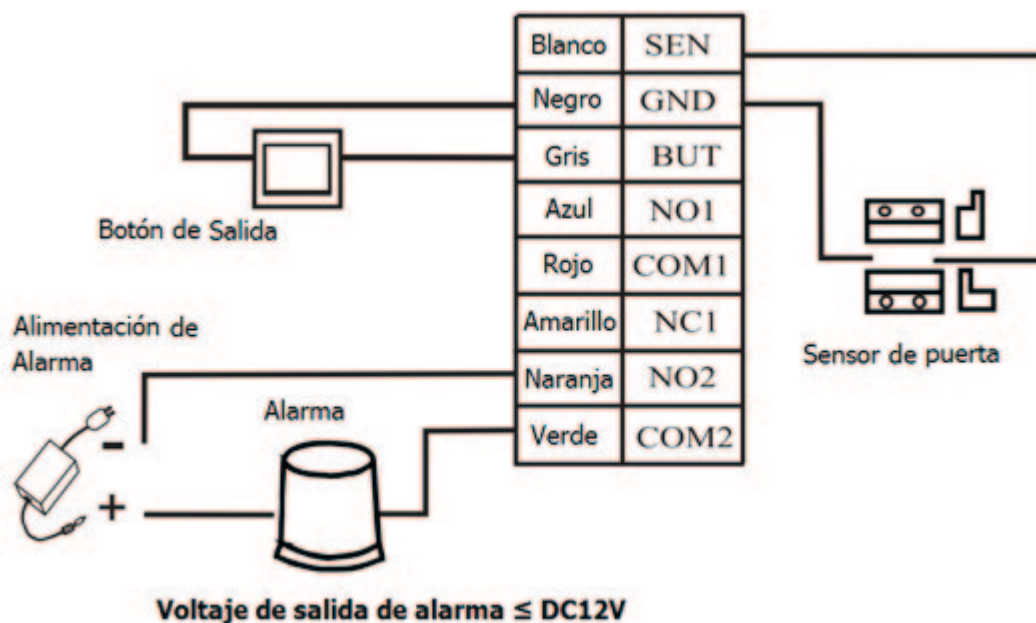 Blanco SEN
Negro GND
Gris BUT
Azul NO1
Rojo COM1
Amarillo NC1
Naranja NO2
Verde COM2
Botón de Salida
Sensor de puerta
Alimentación de
Alarma
Alarma
-
+
Voltaje de salida de alarma ≤ DC12V